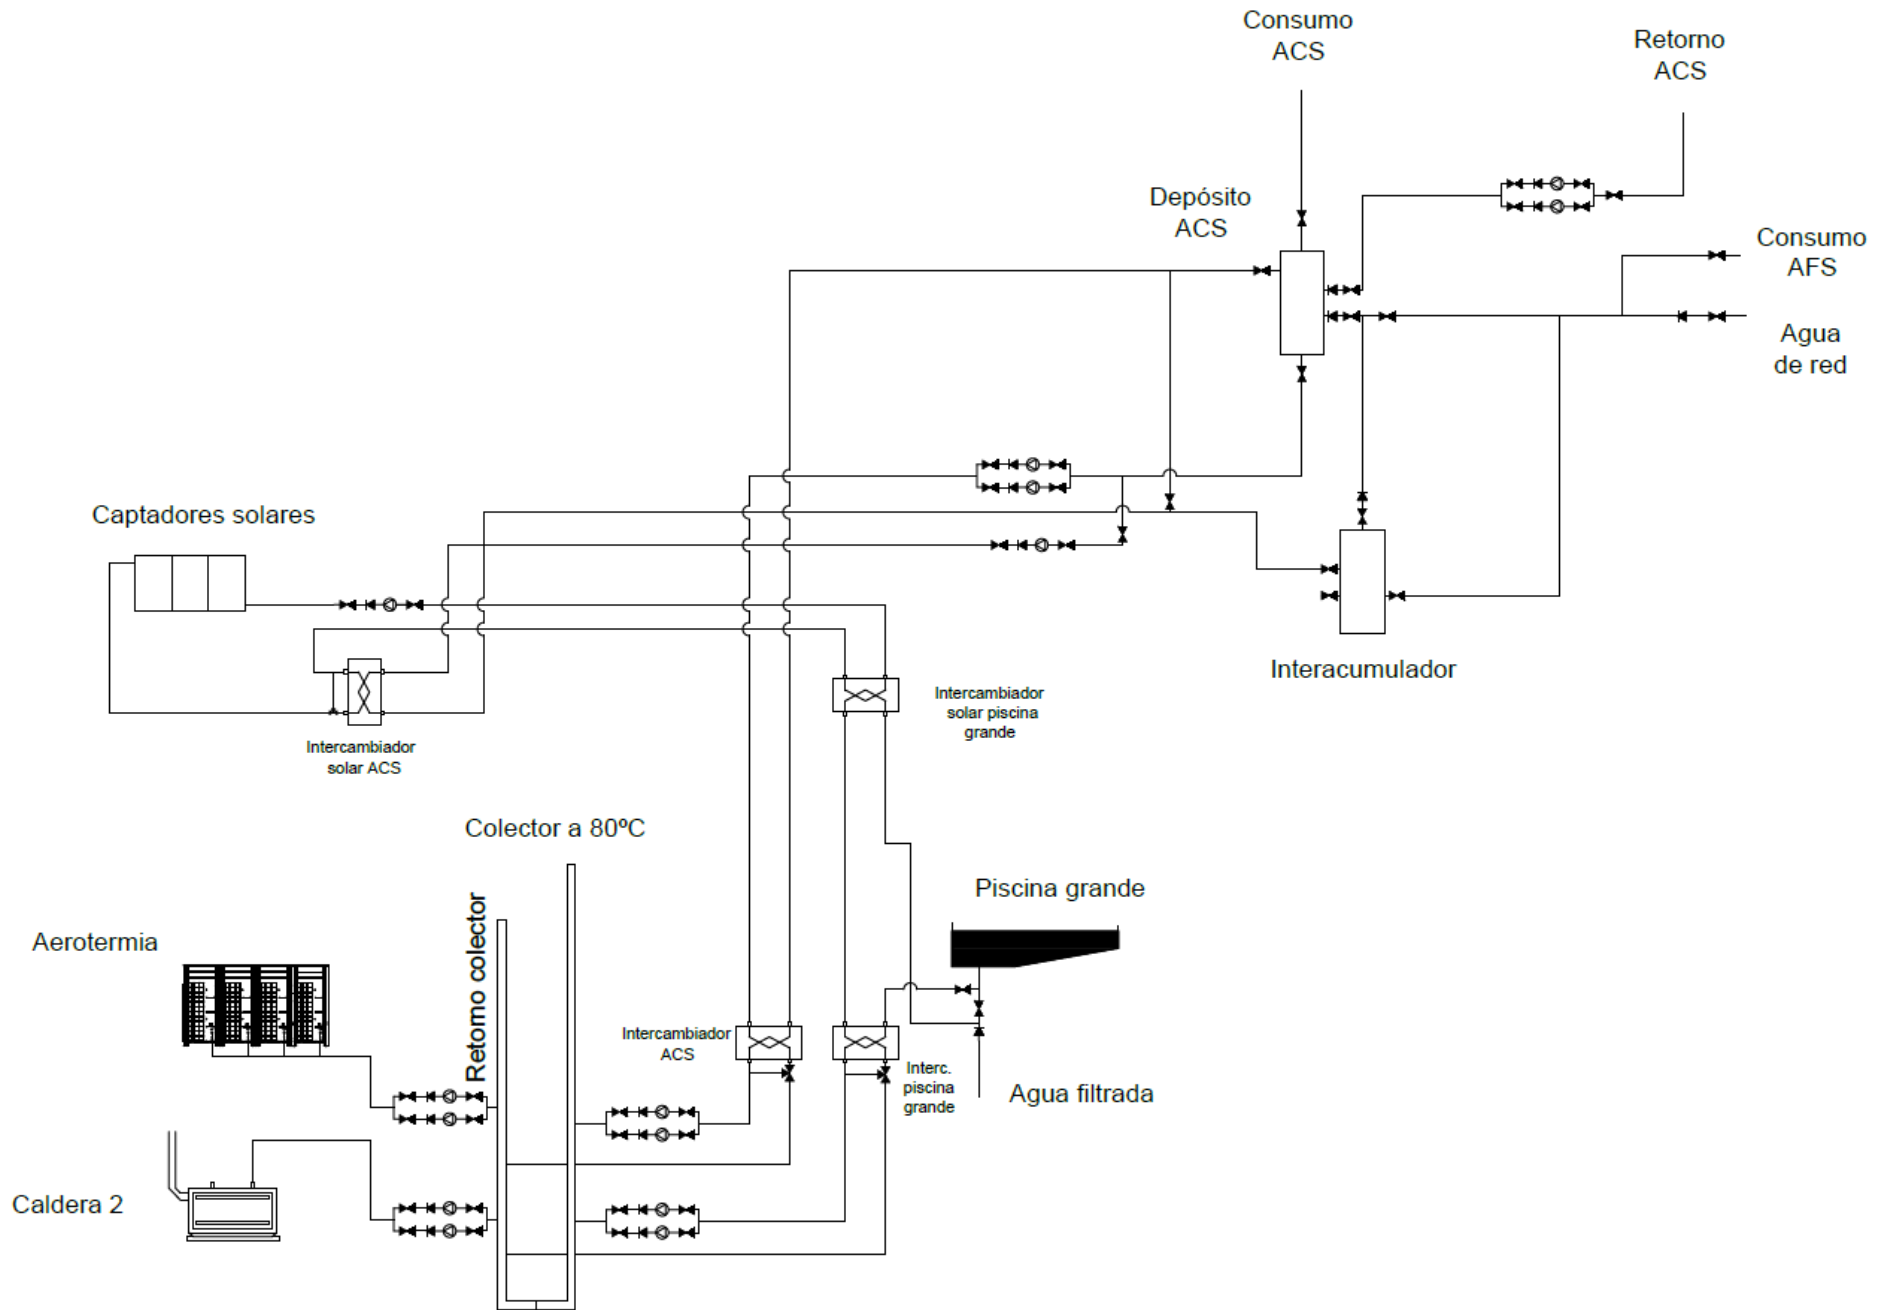 Consumo
ACS
Retorno
ACS
Depósito
ACS
Consumo
AFS
Agua
de red
Captadores solares
Interacumulador
Intercambiador
solar piscina
grande
Intercambiador
solar ACS
Colector a 80ºC
Retorno colector
Piscina grande
Aerotermia
Intercambiador
ACS
Interc.
piscina
grande
Agua filtrada
Caldera 2